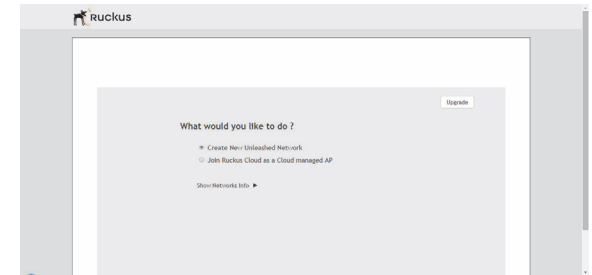 Ruckus
Upgrade
What would you like to do ?
Create New Unleashed Network
Join Ruckus Cloud as a Cloud managed AP
Show Networks Info ►